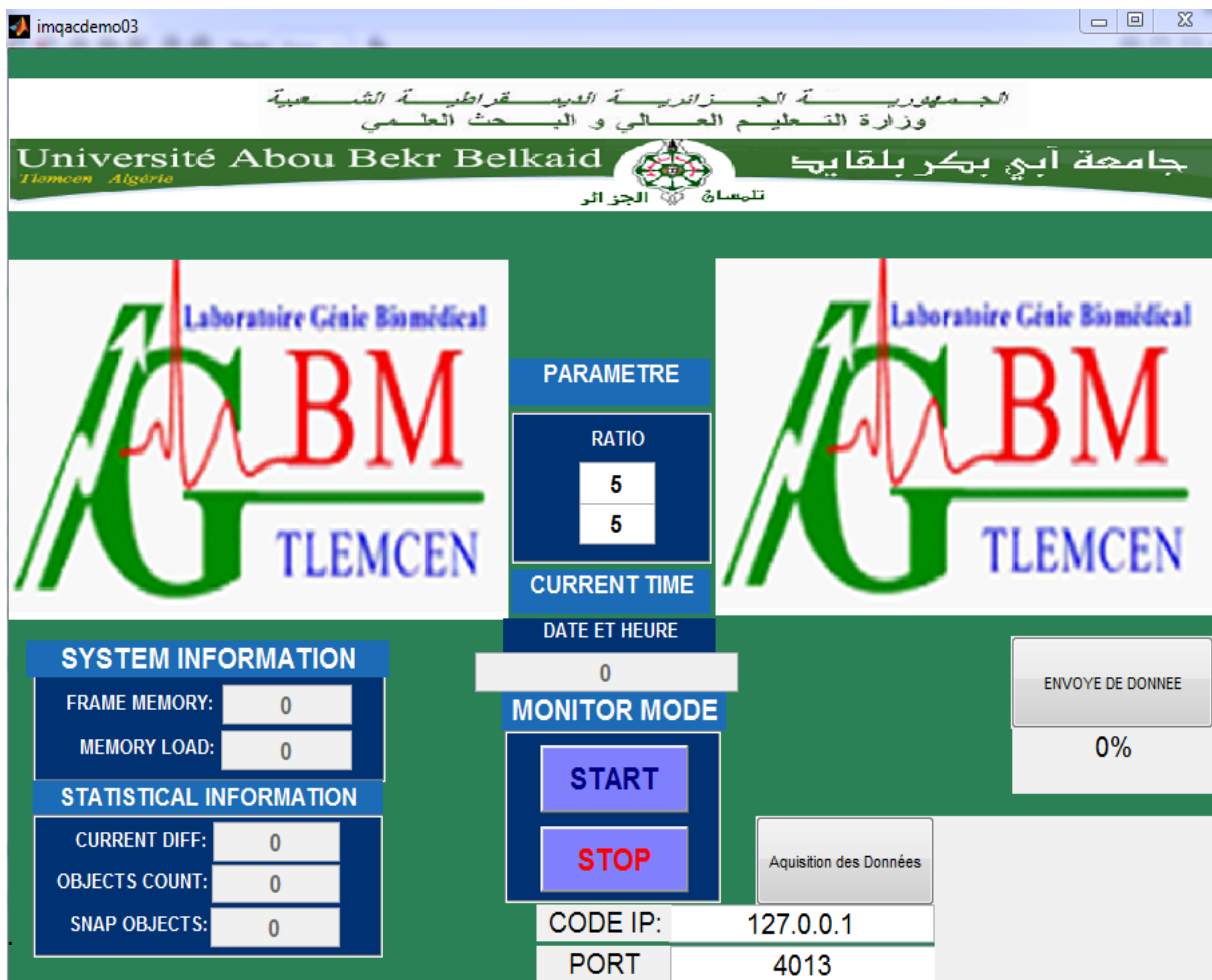 imqacdemo03
الجمهورية الجزائرية الديمقراطية الشعبية
وزارة التعليم العالي و البحث العلمي
Université Abou Bekr Belkaid
جامعة أبي بكر بلقايد
Tlemcen Algérie
تلمسان الجزائر
Laboratoire Génie Biomédical
AGBM
TLEMCEN
Laboratoire Génie Biomédical
AGBM
TLEMCEN
PARAMETRE
RATIO
5
5
CURRENT TIME
DATE ET HEURE
0
SYSTEM INFORMATION
FRAME MEMORY: 0
MEMORY LOAD: 0
STATISTICAL INFORMATION
CURRENT DIFF: 0
OBJECTS COUNT: 0
SNAP OBJECTS: 0
MONITOR MODE
START
STOP
ENVOYE DE DONNEE
0%
Aquisition des Données
CODE IP: 127.0.0.1
PORT 4013